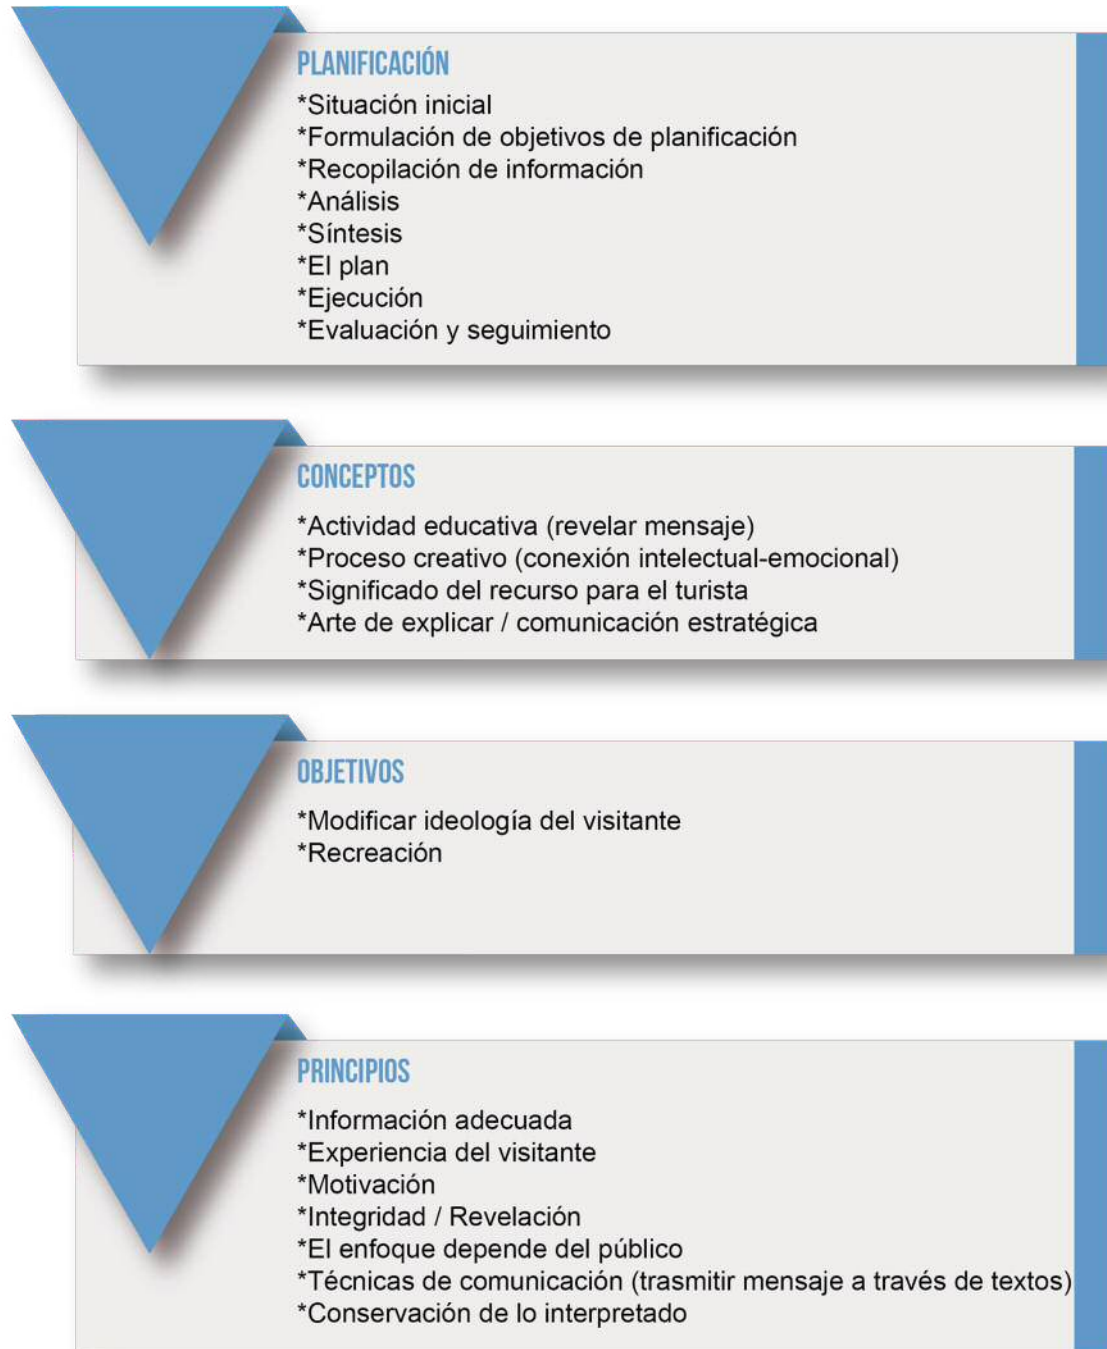 PLANIFICACIÓN
*Situación inicial
*Formulación de objetivos de planificación
*Recopilación de información
*Análisis
*Síntesis
*El plan
*Ejecución
*Evaluación y seguimiento
CONCEPTOS
*Actividad educativa (revelar mensaje)
*Proceso creativo (conexión intelectual-emocional)
*Significado del recurso para el turista
*Arte de explicar / comunicación estratégica
OBJETIVOS
*Modificar ideología del visitante
*Recreación
PRINCIPIOS
*Información adecuada
*Experiencia del visitante
*Motivación
*Integridad / Revelación
*El enfoque depende del público
*Técnicas de comunicación (trasmitir mensaje a través de textos)
*Conservación de lo interpretado